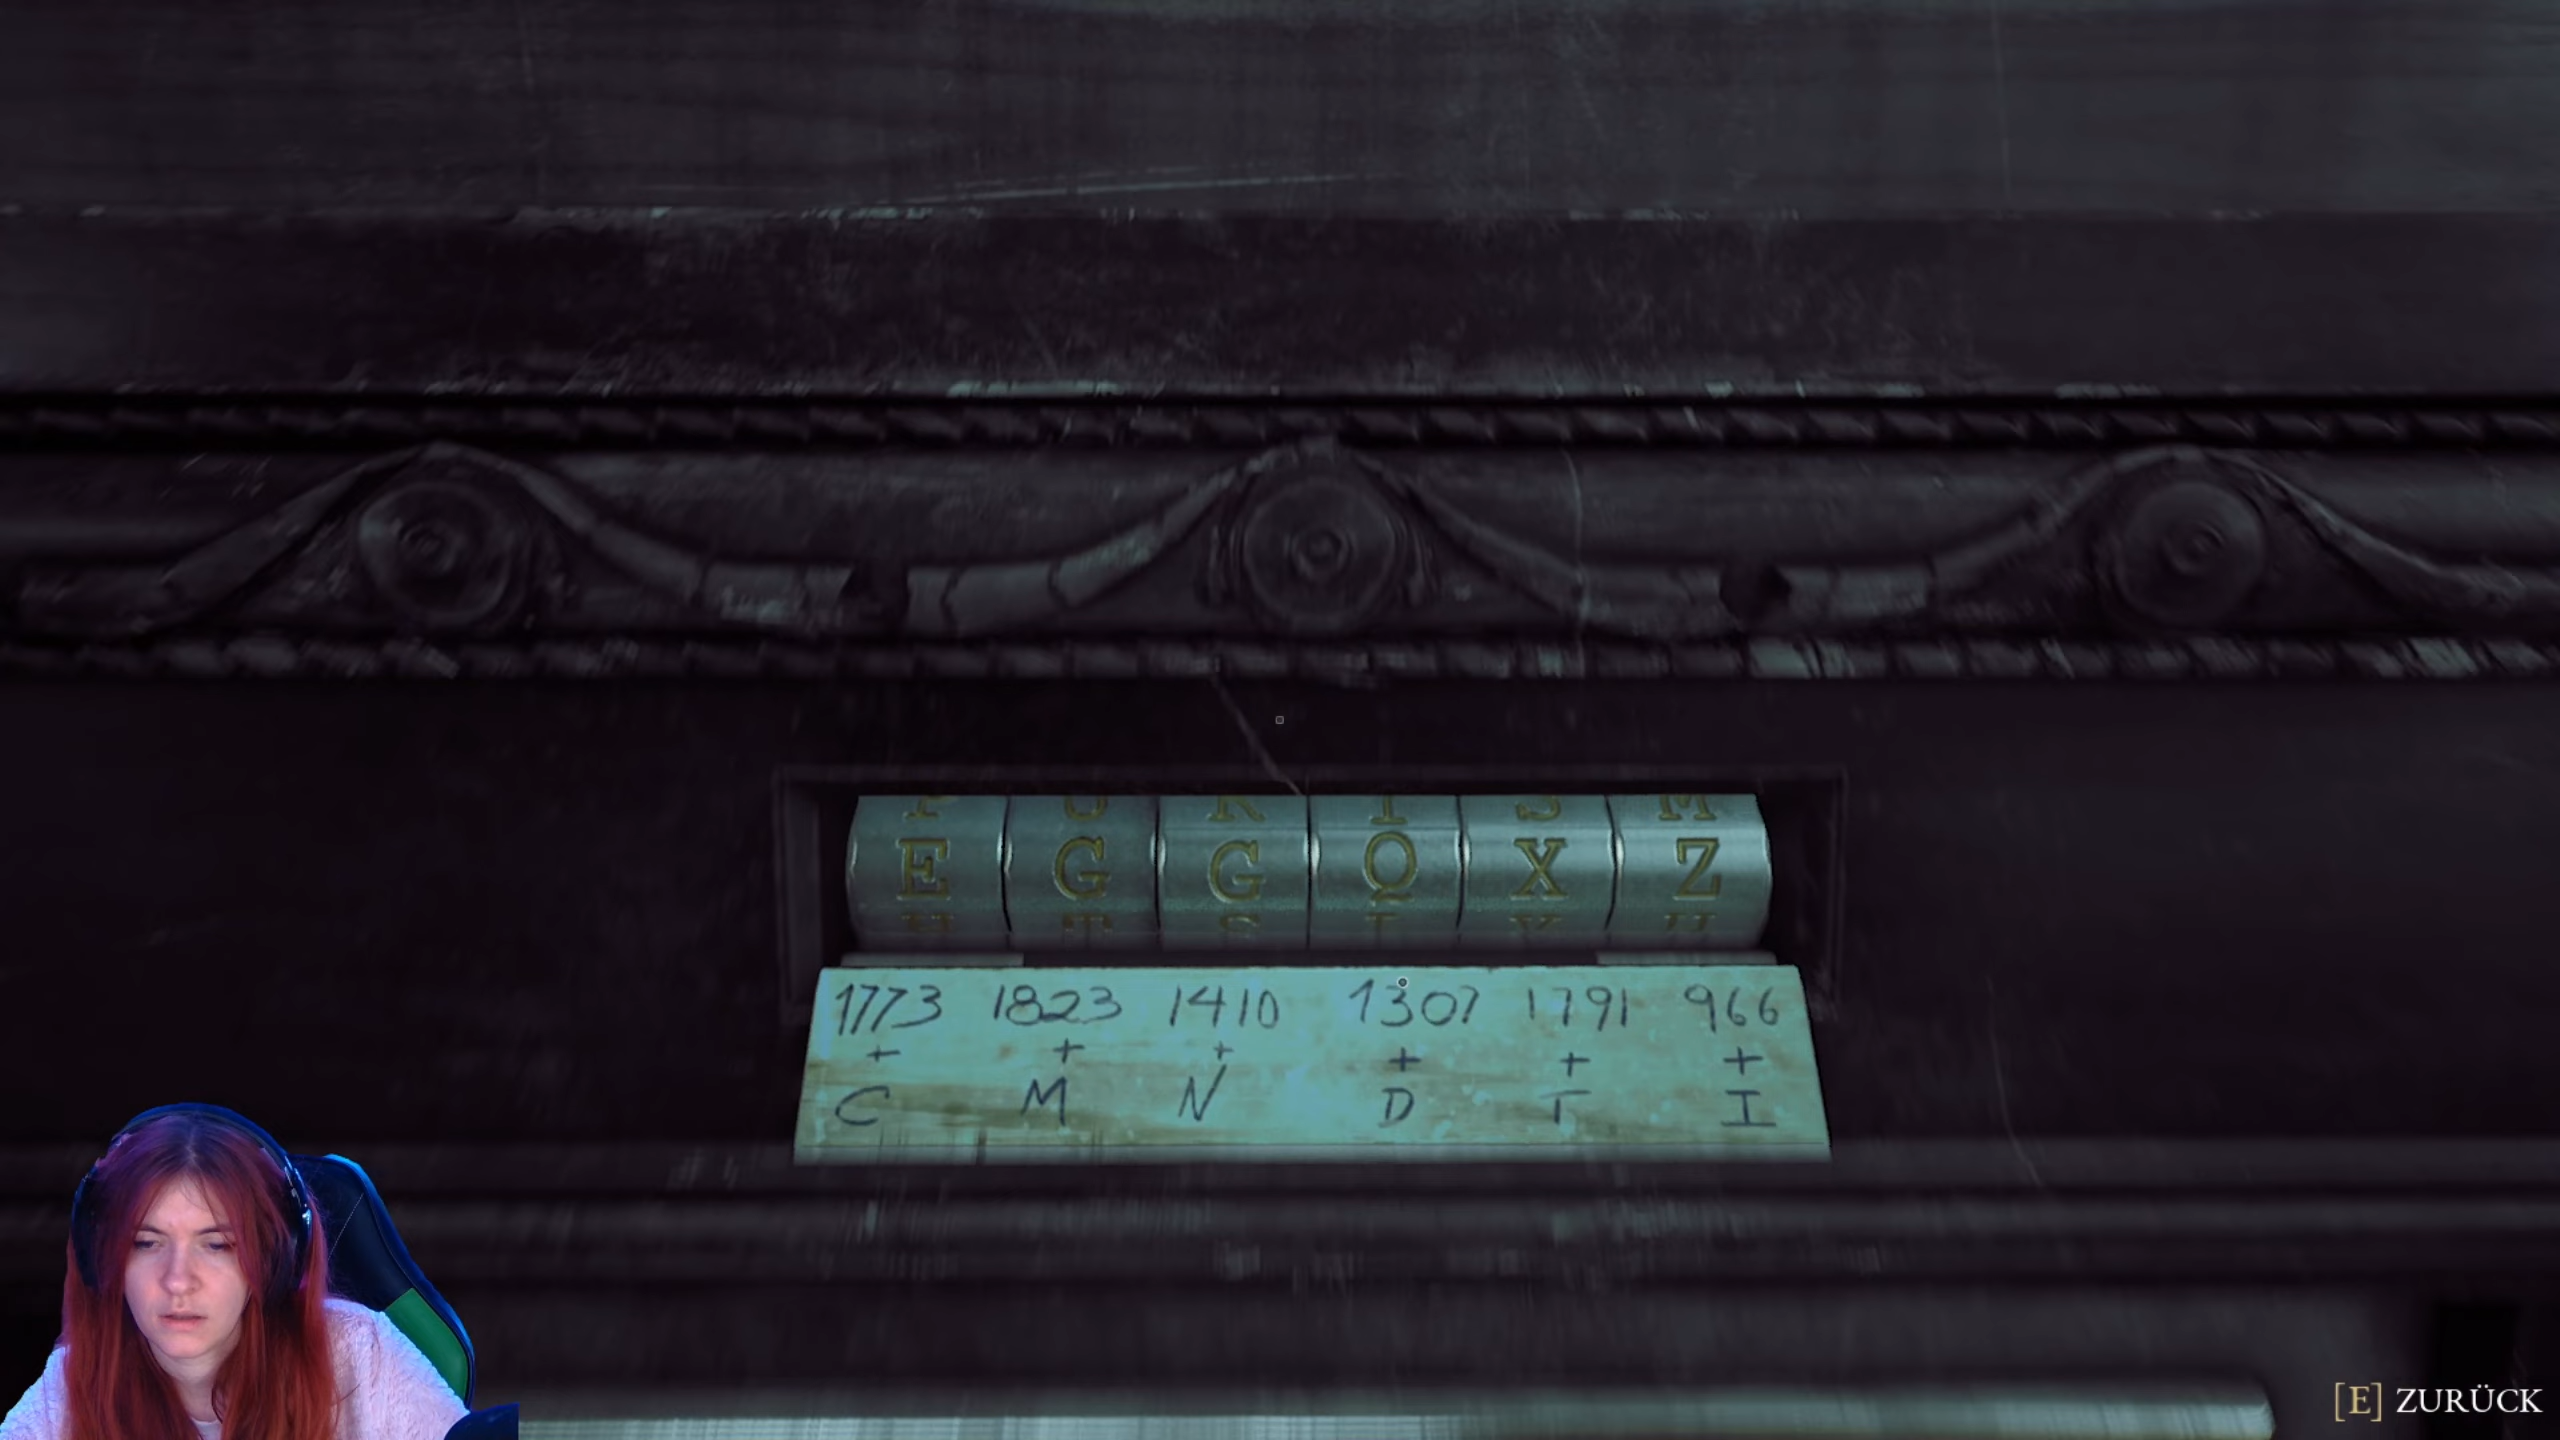 E G G Q X Z
1773 1823 1410 1307 1791 966
+ + + + + +
C M N D T I
[E] ZURÜCK